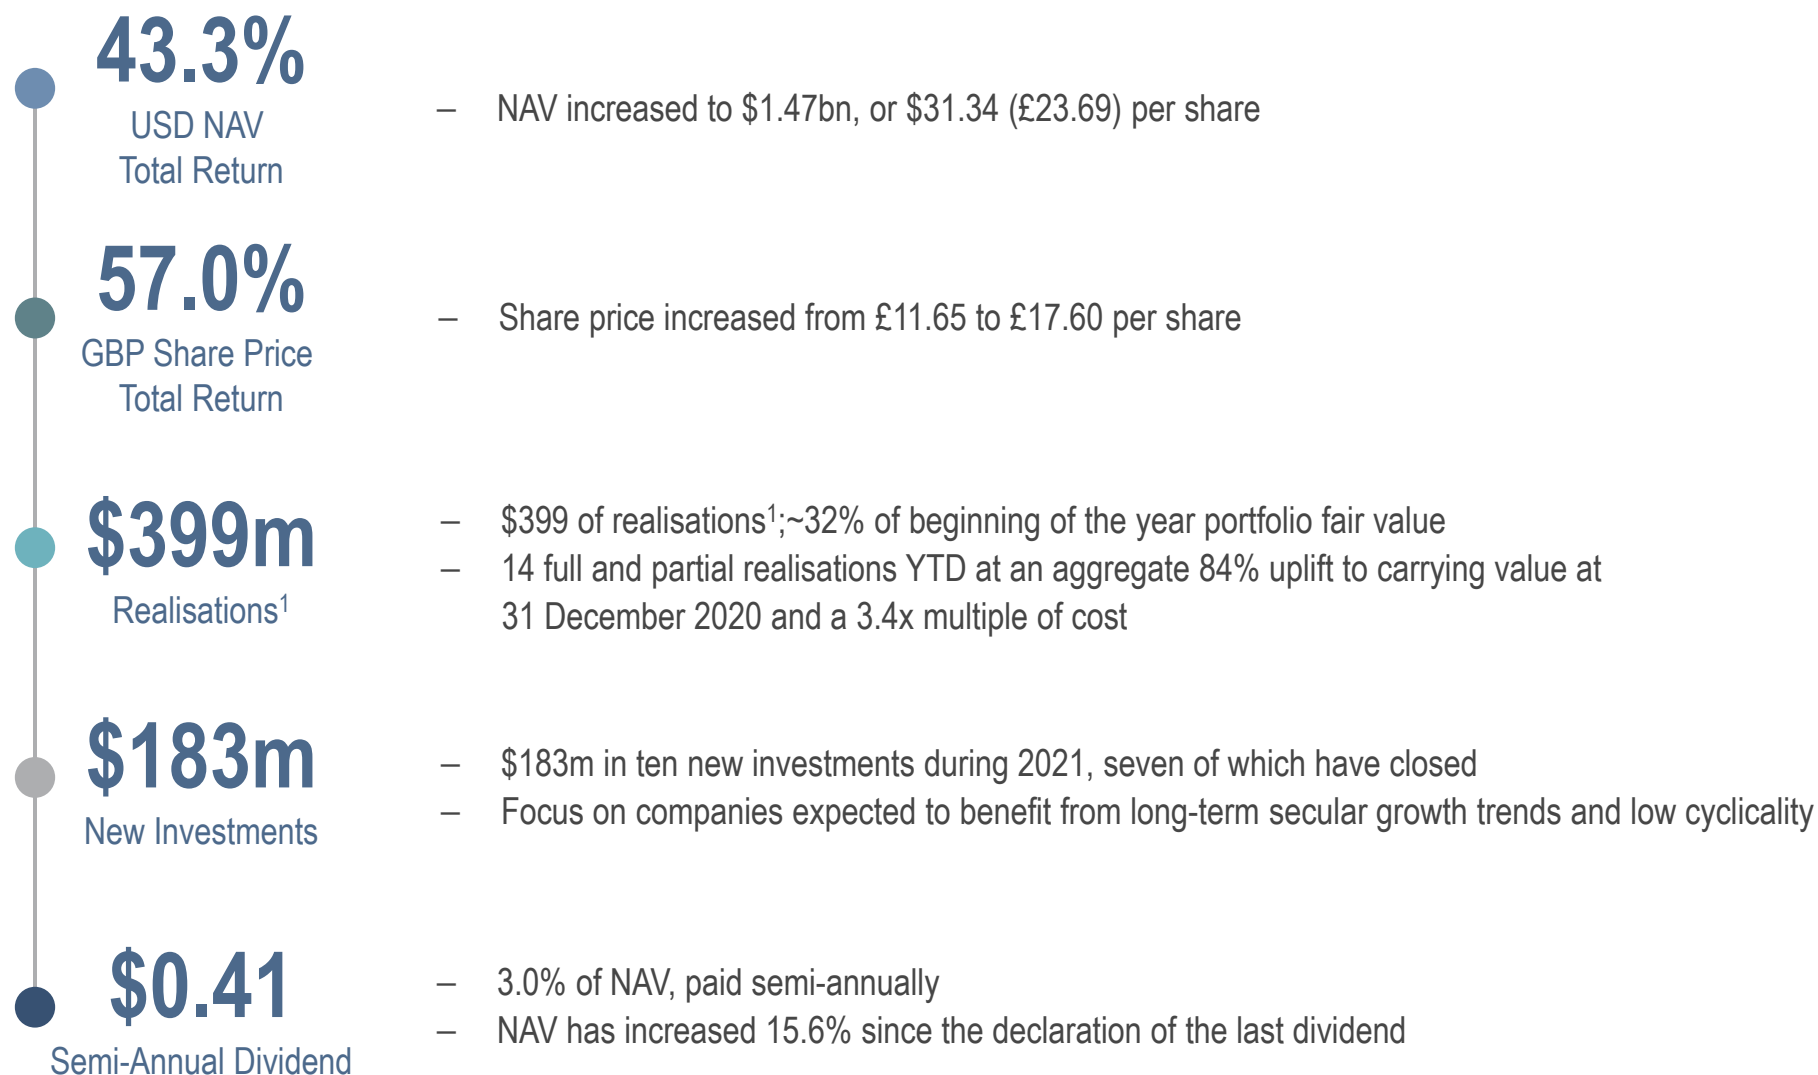 43.3%
USD NAV
Total Return
– NAV increased to $1.47bn, or $31.34 (£23.69) per share
57.0%
GBP Share Price
Total Return
– Share price increased from £11.65 to £17.60 per share
$399m
Realisations¹
– $399 of realisations¹;~32% of beginning of the year portfolio fair value
– 14 full and partial realisations YTD at an aggregate 84% uplift to carrying value at
31 December 2020 and a 3.4x multiple of cost
$183m
New Investments
– $183m in ten new investments during 2021, seven of which have closed
– Focus on companies expected to benefit from long-term secular growth trends and low cyclicality
$0.41
Semi-Annual Dividend
– 3.0% of NAV, paid semi-annually
– NAV has increased 15.6% since the declaration of the last dividend